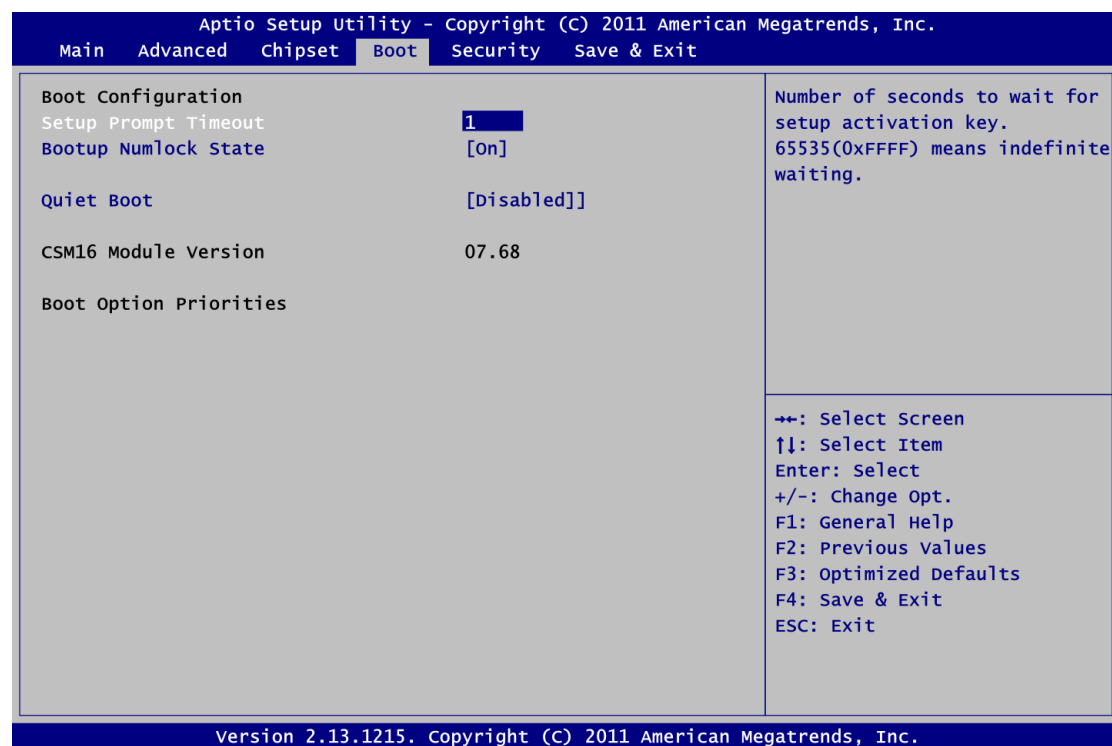 Aptio Setup Utility - Copyright (C) 2011 American Megatrends, Inc.
Main Advanced Chipset Boot Security Save & Exit
Boot Configuration
Setup Prompt Timeout 1
Bootup Numlock State [On]
Quiet Boot [Disabled]]
CSM16 Module Version 07.68
Boot Option Priorities
Number of seconds to wait for
setup activation key.
65535(0xFFFF) means indefinite
waiting.
→←: Select Screen
↑↓: Select Item
Enter: Select
+/-: Change Opt.
F1: General Help
F2: Previous Values
F3: Optimized Defaults
F4: Save & Exit
ESC: Exit
Version 2.13.1215. Copyright (C) 2011 American Megatrends, Inc.